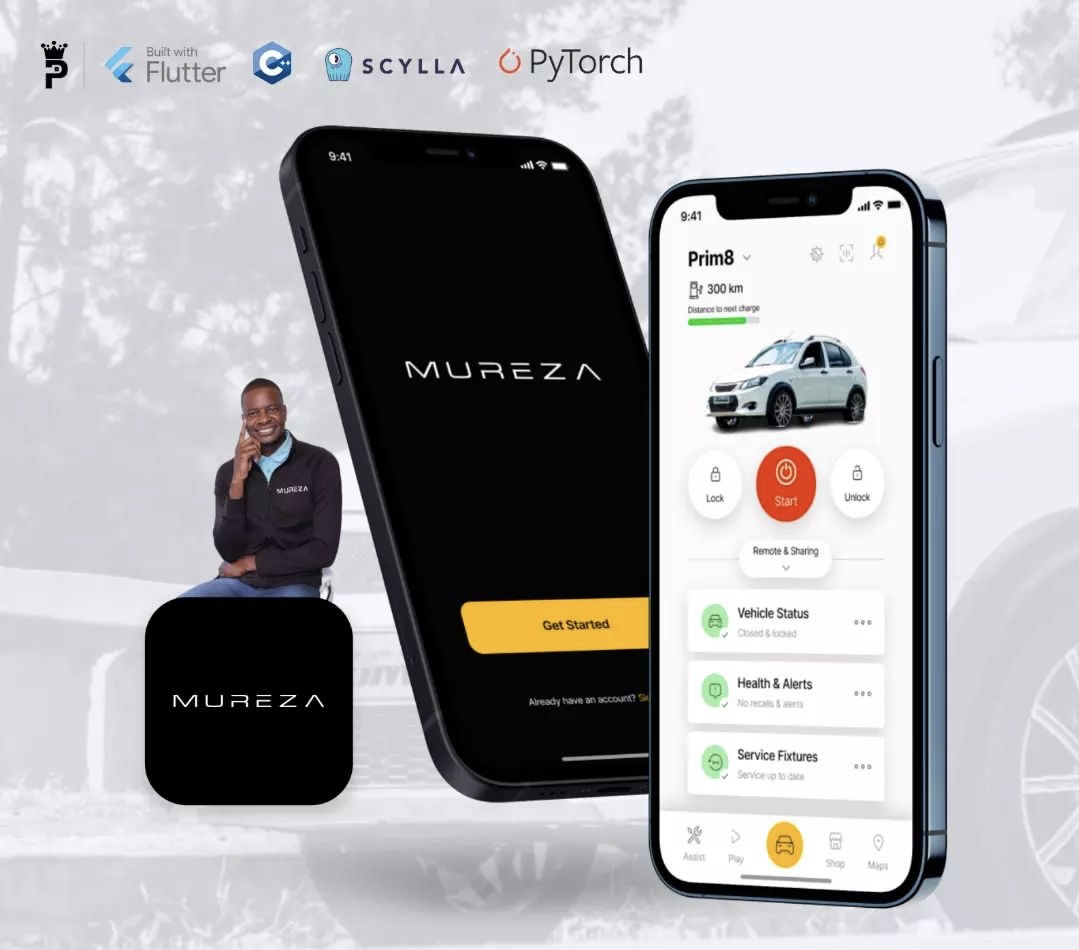 Built with
Flutter
SCYLLA
PyTorch
9:41
MUREZA
Get Started
Already have an account?
9:41
Prim8
300 km
Distance to next charge
Lock
Start
Unlock
Remote & Sharing
Vehicle Status
Closed & locked
Health & Alerts
No recalls & alerts
Service Fixtures
Service up to date
Assist
Play
Shop
Maps
MUREZA
MUREZA